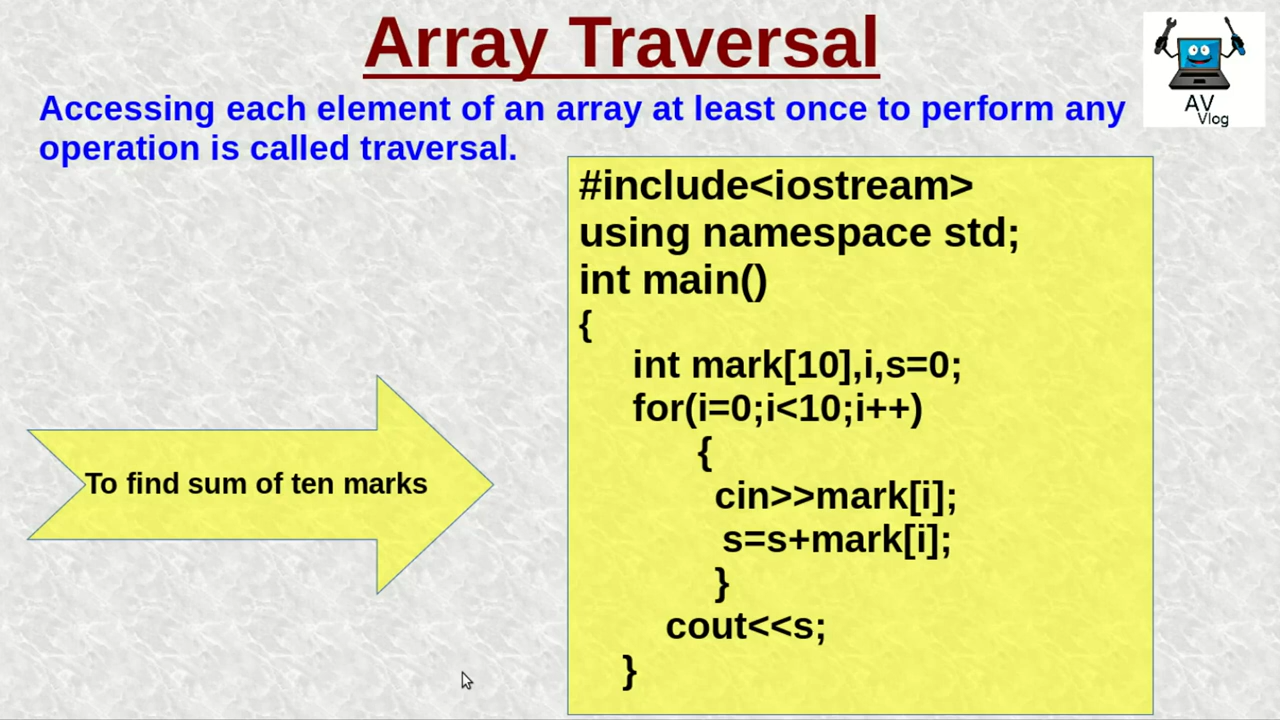 Array Traversal
AV
Vlog
Accessing each element of an array at least once to perform any
operation is called traversal.
To find sum of ten marks
#include<iostream>
using namespace std;
int main()
{
int mark[10],i,s=0;
for(i=0;i<10;i++)
{
cin>>mark[i];
s=s+mark[i];
}
cout<<s;
}